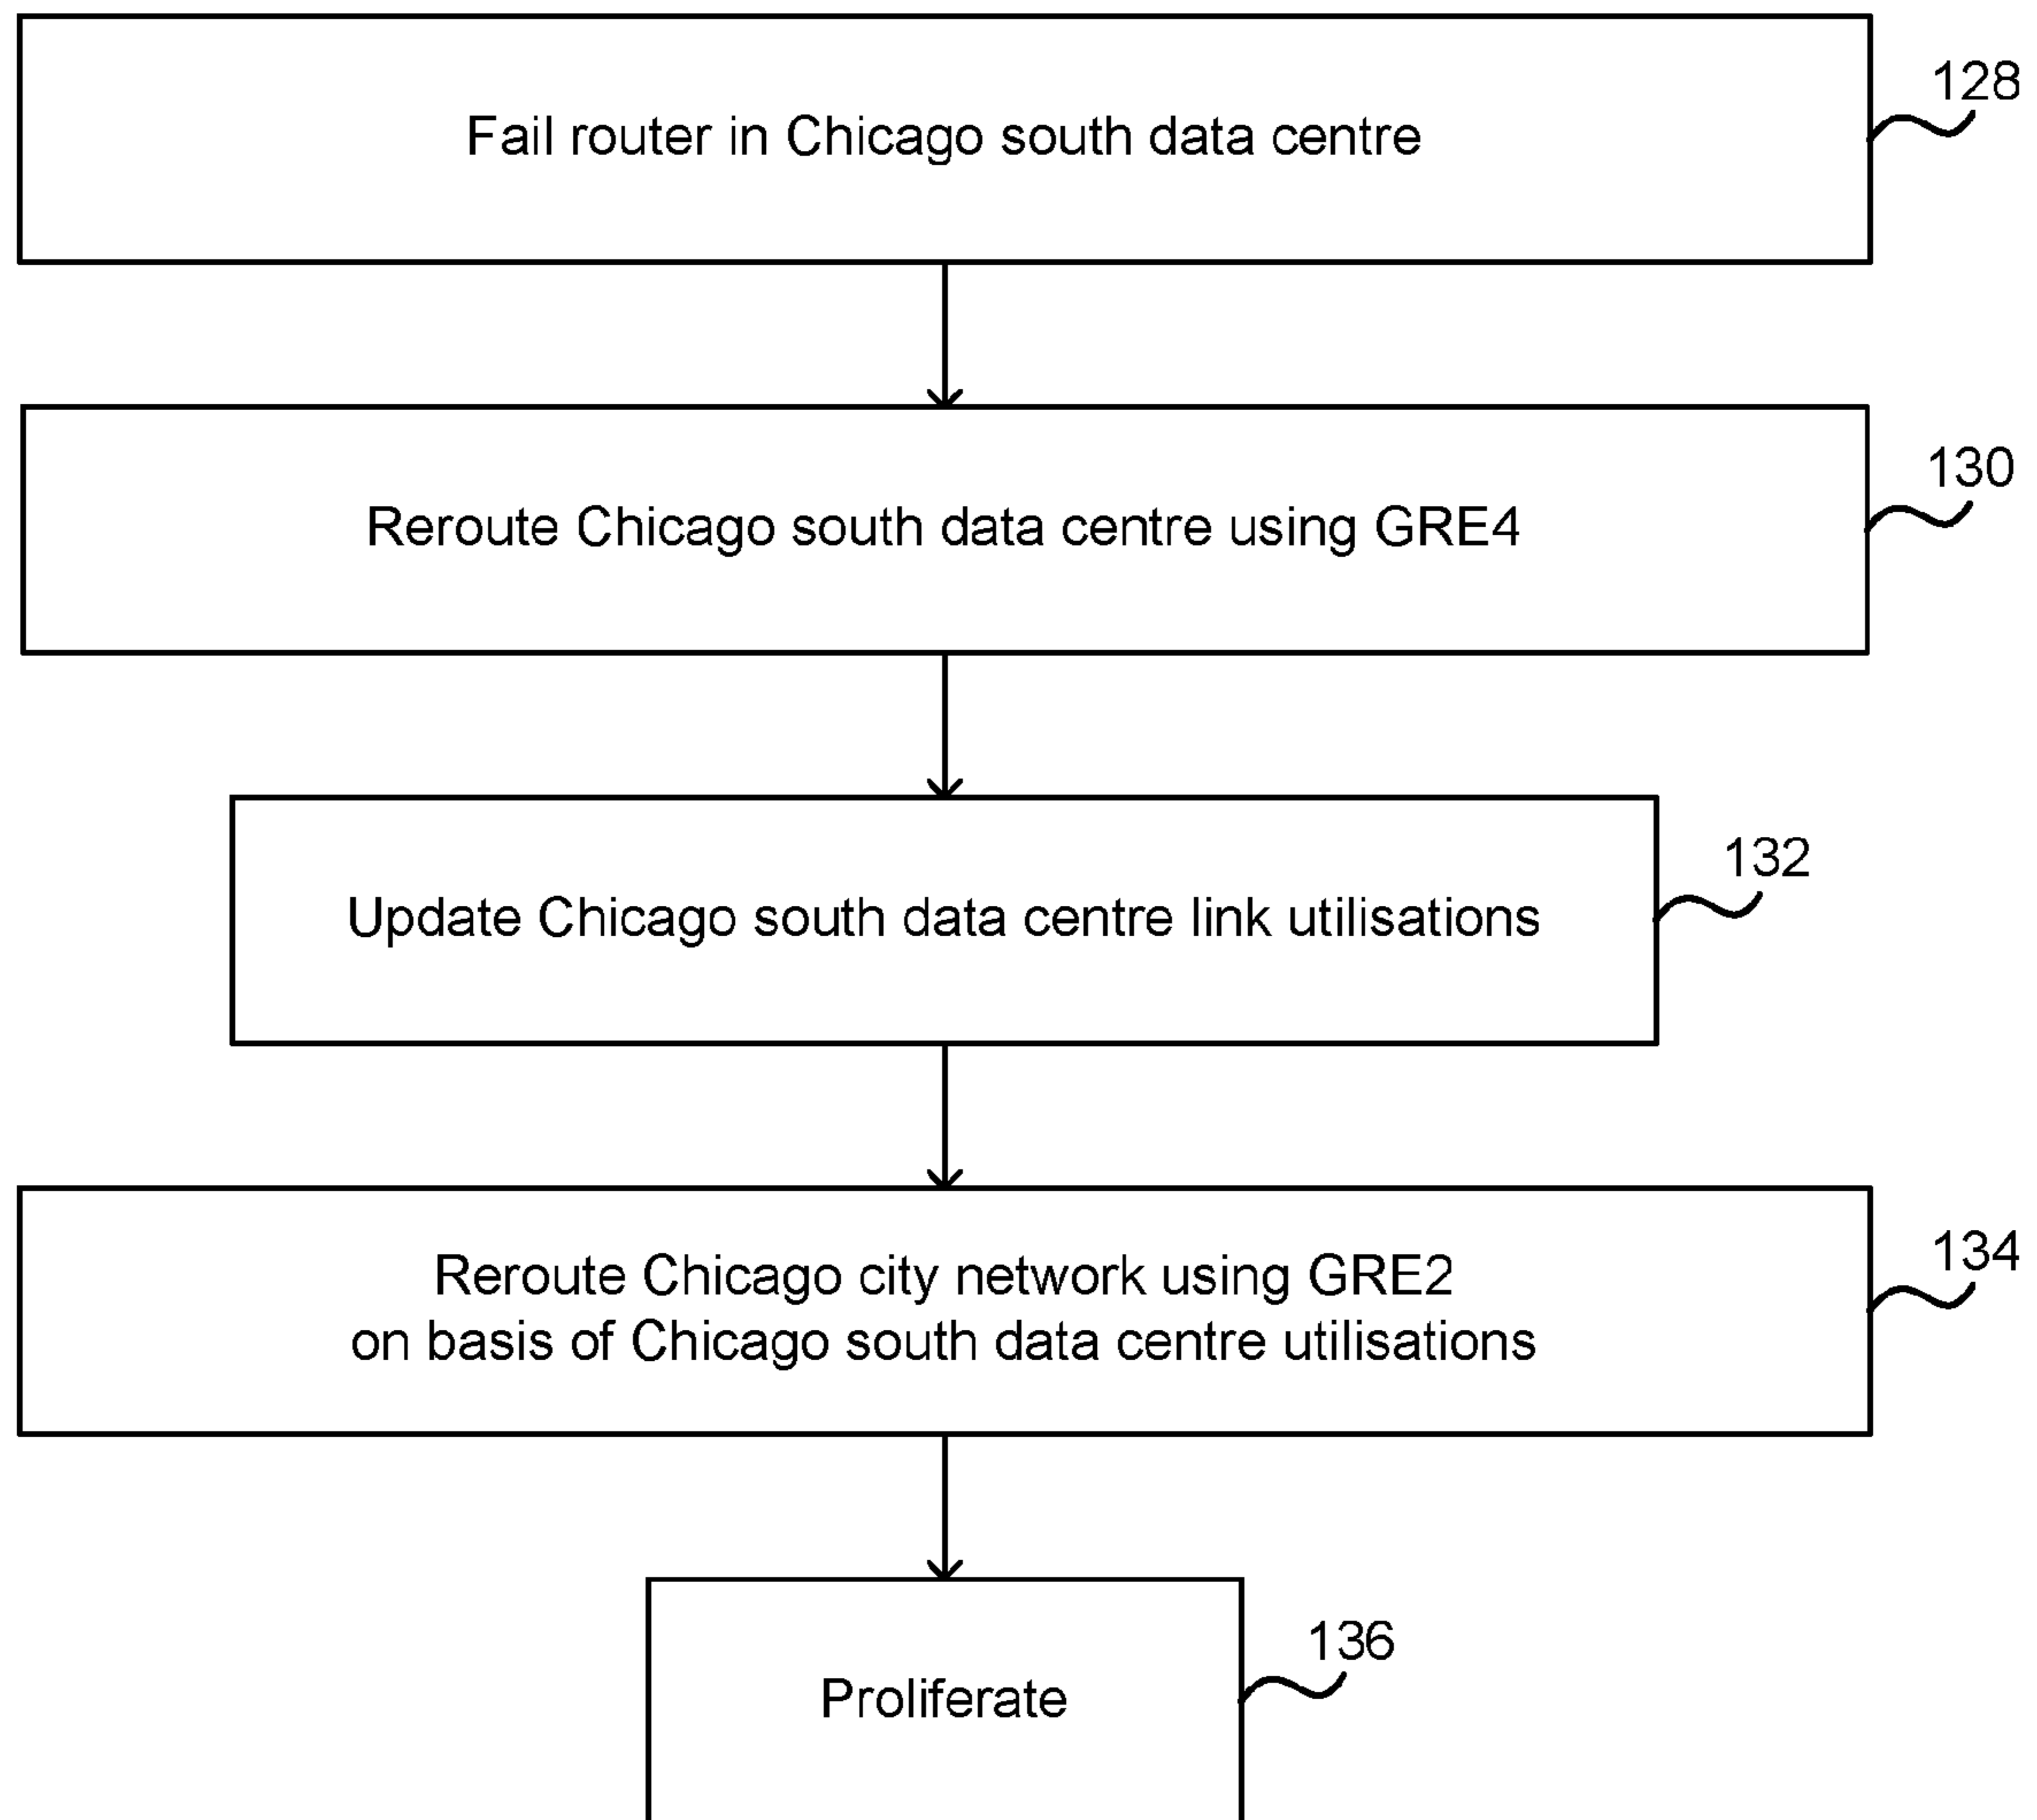 Fail router in Chicago south data centre
128
Reroute Chicago south data centre using GRE4
130
Update Chicago south data centre link utilisations
132
Reroute Chicago city network using GRE2
on basis of Chicago south data centre utilisations
134
Proliferate
136